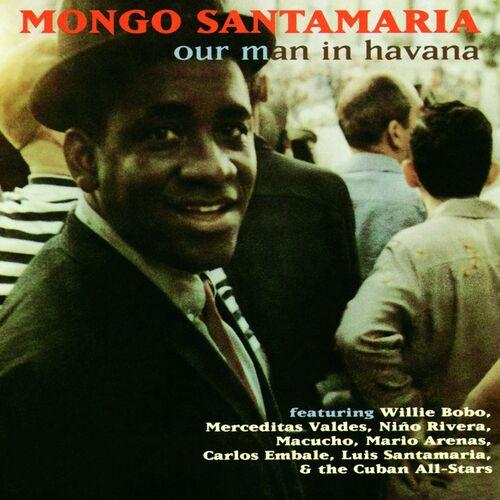 MONGO SANTAMARIA
our man in havana
featuring Willie Bobo,
Merceditas Valdes, Niño Rivera,
Macucho, Mario Arenas,
Carlos Embale, Luis Santamaria,
& the Cuban All-Stars